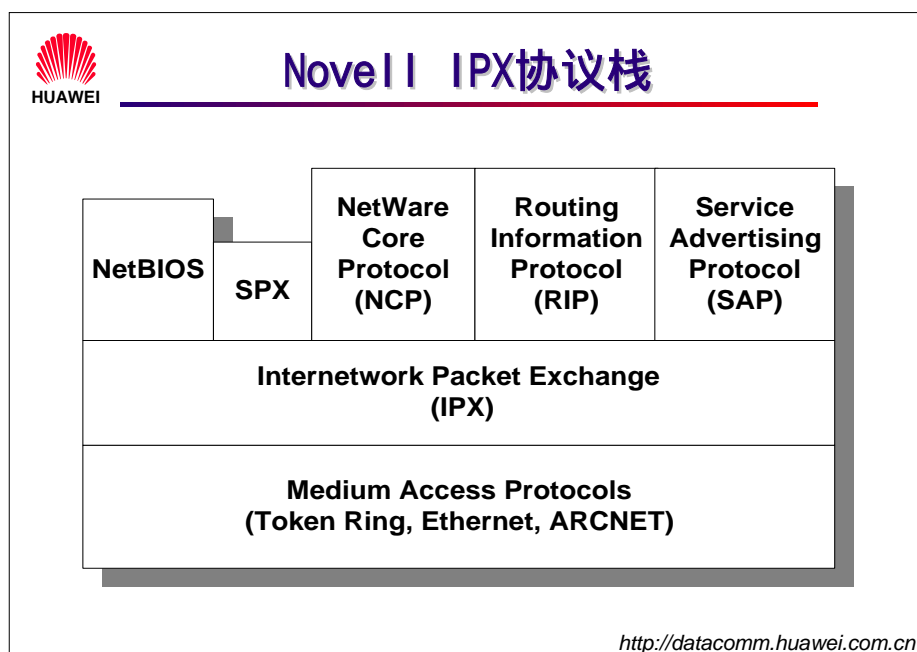 HUAWEI
Novell IPX协议栈
NetBIOS
SPX
NetWare
Core
Protocol
(NCP)
Routing
Information
Protocol
(RIP)
Service
Advertising
Protocol
(SAP)
Internetwork Packet Exchange
(IPX)
Medium Access Protocols
(Token Ring, Ethernet, ARCNET)
http://datacomm.huawei.com.cn